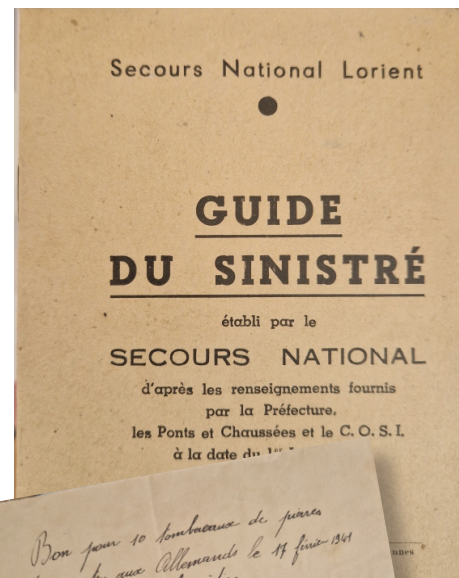 Secours National Lorient
GUIDE
DU SINISTRÉ
établi par le
SECOURS NATIONAL
d'après les renseignements fournis
par la Préfecture,
les Ponts et Chaussées et le C. O. S. I.
à la date du 1er
Bon pour 10 tombereaux de pierres
aux Allemands le 17 février 1941